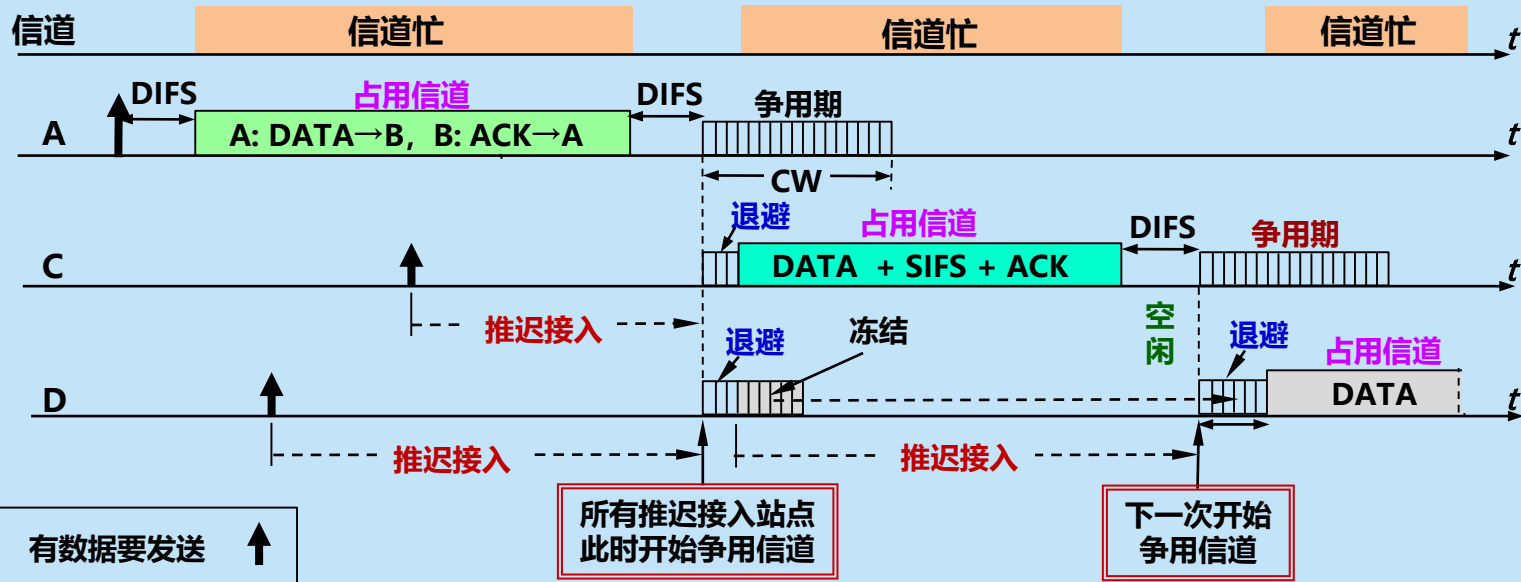 信道
信道忙
信道忙
信道忙
t
DIFS
占用信道
DIFS
争用期
A
A: DATA→B, B: ACK→A
t
CW
退避
占用信道
DIFS
争用期
C
DATA + SIFS + ACK
t
推迟接入
空闲
退避
冻结
退避
占用信道
D
DATA
t
推迟接入
推迟接入
有数据要发送
所有推迟接入站点
此时开始争用信道
下一次开始
争用信道